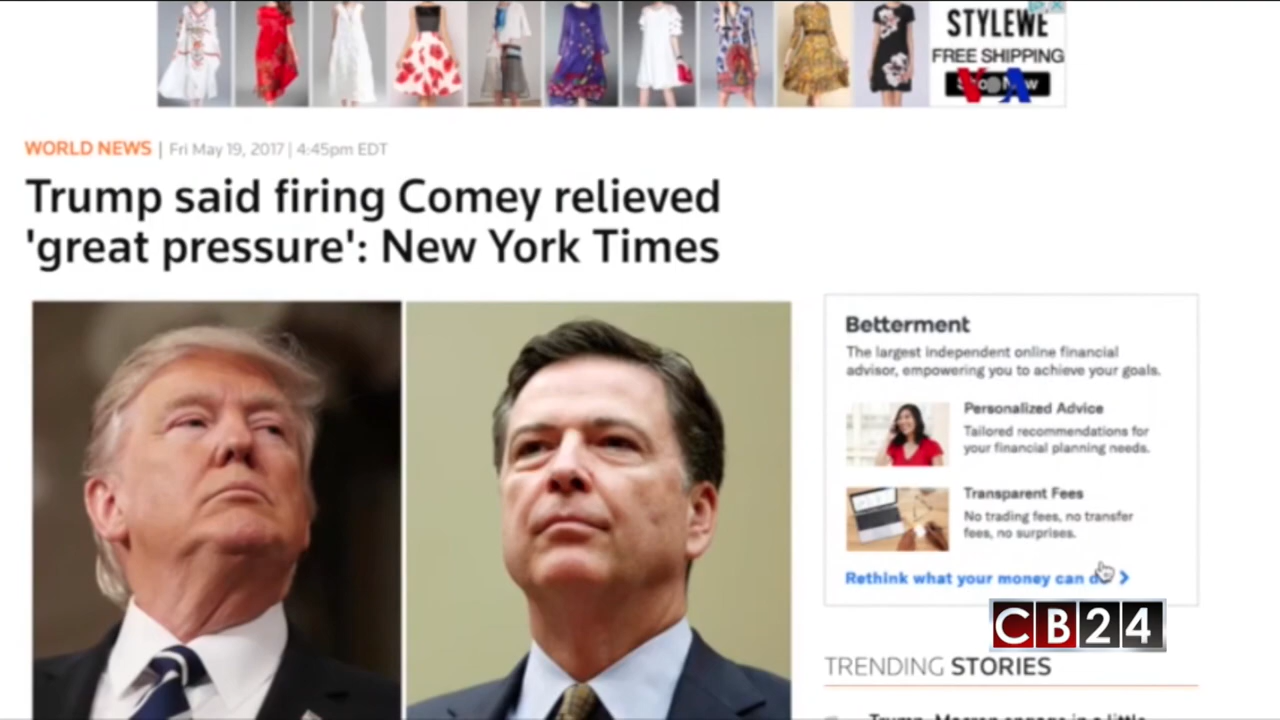 STYLEWE
FREE SHIPPING
VOA
WORLD NEWS | Fri May 19, 2017 | 4:45pm EDT
Trump said firing Comey relieved
'great pressure': New York Times
Betterment
The largest independent online financial
advisor, empowering you to achieve your goals.
Personalized Advice
Tailored recommendations for
your financial planning needs.
Transparent Fees
No trading fees, no transfer
fees, no surprises.
Rethink what your money can
CB24
TRENDING STORIES